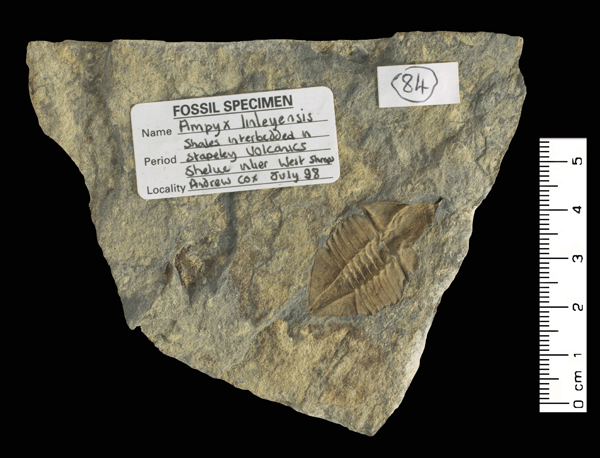 FOSSIL SPECIMEN
Name Ampyx linleyensis
Shales interbedded in
Period Stapeley Volcanics
Shelve inlier West Shrops
Locality Andrew Cox July 98
84
5
4
3
2
1
0 cm